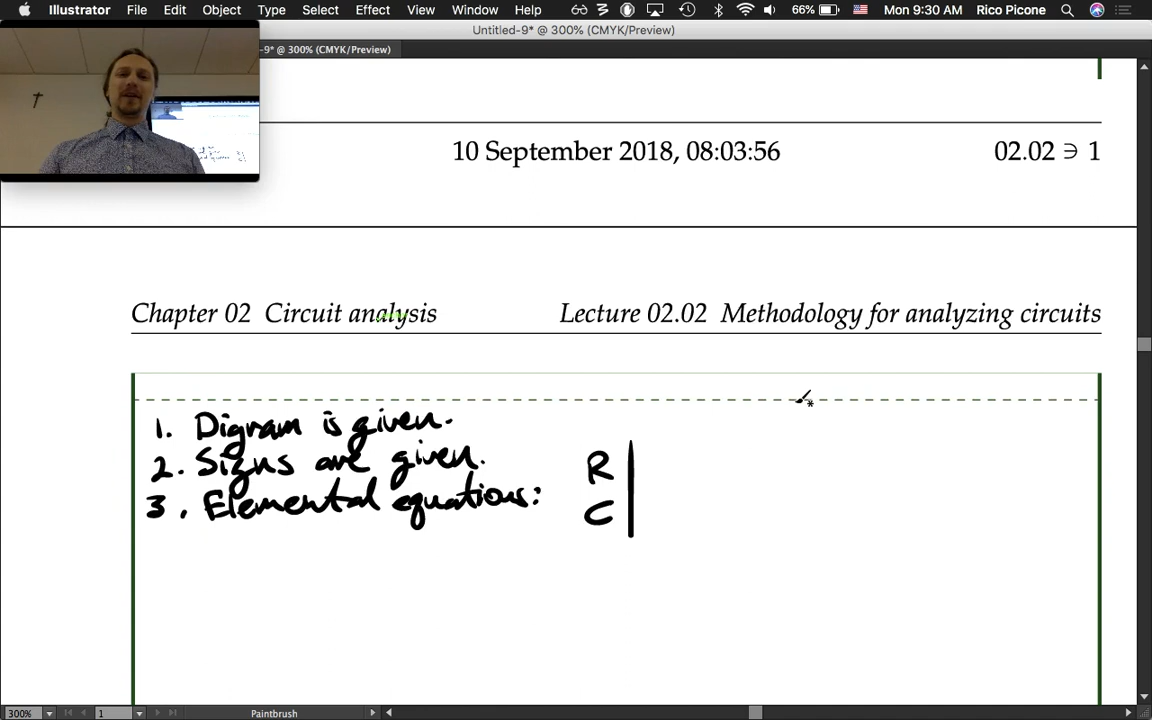 Illustrator File Edit Object Type Select Effect View Window Help 66% Mon 9:30 AM Rico Picone
Untitled-9* @ 300% (CMYK/Preview)
-9* @ 300% (CMYK/Preview)
10 September 2018, 08:03:56 02.02 ∋ 1
Chapter 02 Circuit analysis Lecture 02.02 Methodology for analyzing circuits
1. Digram is given.
2. Signs are given.
3. Elemental equations: R
C
300% 1 Paintbrush